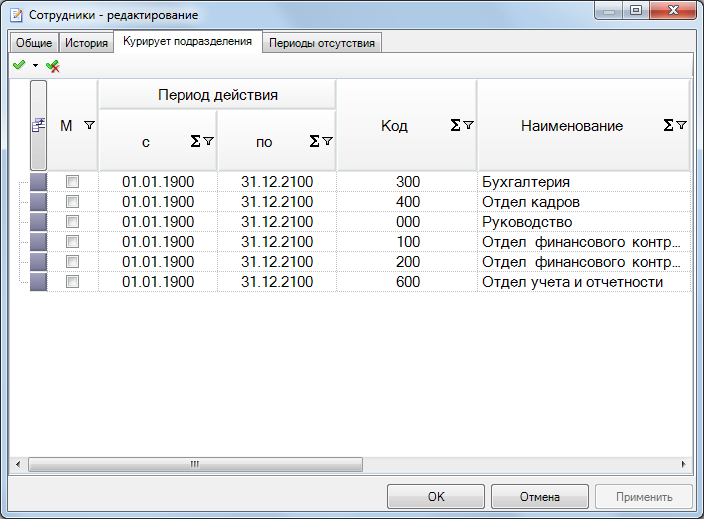 Сотрудники - редактирование
Общие История Курирует подразделения Периоды отсутствия
М Период действия Код Σ Наименование Σ
с Σ по Σ
01.01.1900 31.12.2100 300 Бухгалтерия
01.01.1900 31.12.2100 400 Отдел кадров
01.01.1900 31.12.2100 000 Руководство
01.01.1900 31.12.2100 100 Отдел финансового контр...
01.01.1900 31.12.2100 200 Отдел финансового контр...
01.01.1900 31.12.2100 600 Отдел учета и отчетности
OK Отмена Применить